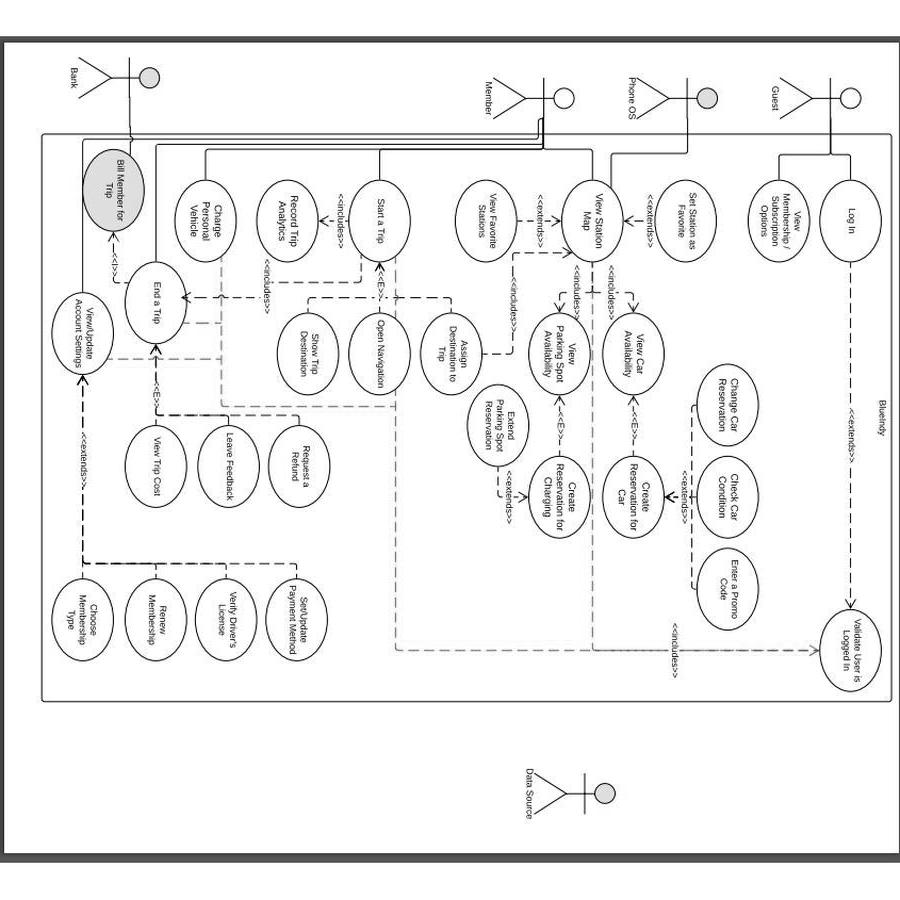 BlueIndy
Guest
Phone OS
Member
Bank
Log In
View
Membership /
Subscription
Options
Set Station as
Favorite
<<extends>>
View Station
Map
<<extends>>
View Favorite
Stations
Start a Trip
<<includes>>
Record Trip
Analytics
Charge
Personal
Vehicle
Bill Member for
Trip
<<I>>
End a Trip
View/Update
Account Settings
<<includes>>
<<E>>
<<includes>>
<<includes>>
<<includes>>
View Car
Availability
View
Parking Spot
Availability
Assign
Destination to
Trip
Open Navigation
Show Trip
Destination
<<extends>>
Change Car
Reservation
Check Car
Condition
Enter a Promo
Code
<<extends>>
<<E>>
<<E>>
Create
Reservation for
Car
Create
Reservation for
Charging
Extend
Parking Spot
Reservation
<<extends>>
<<E>>
Request a
Refund
Leave Feedback
View Trip Cost
<<extends>>
Set/Update
Payment Method
Verify Driver's
License
Renew
Membership
Choose
Membership
Type
<<includes>>
Validate User is
Logged In
Data Source